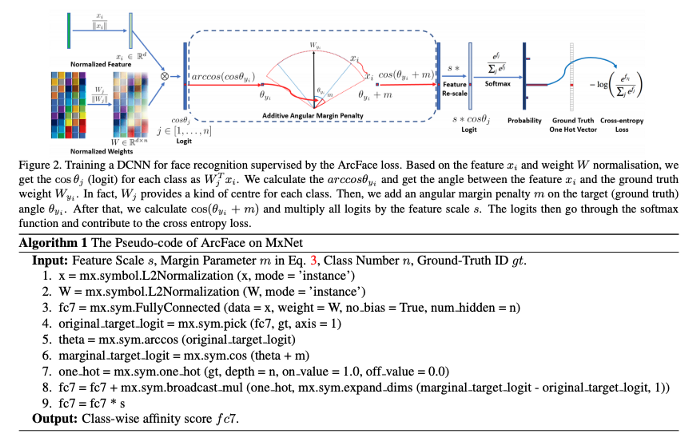 x_i
‖x_i‖
x_i ∈ ℝ^d
Normalized Feature
W_j
‖W_j‖
W ∈ ℝ^{d×n}
Normalized Weights
cosθ_j
j ∈ [1,...,n]
Logit
arccos(cosθ_{y_i})
θ_{y_i}
W_{y_i}
x_i
θ_{y_i}
m
x_i
cos(θ_{y_i} + m)
θ_{y_i} + m
Additive Angular Margin Penalty
s *
Feature
Re-scale
s * cosθ_j
Logit
e^{f_j}
∑_j e^{f_j}
Softmax
Probability
Ground Truth
One Hot Vector
− log ( e^{f_{y_i}} / ∑_j e^{f_j} )
Cross-entropy
Loss
Figure 2. Training a DCNN for face recognition supervised by the ArcFace loss. Based on the feature x_i and weight W normalisation, we
get the cos θ_j (logit) for each class as W_j^T x_i. We calculate the arccosθ_{y_i} and get the angle between the feature x_i and the ground truth
weight W_{y_i}. In fact, W_j provides a kind of centre for each class. Then, we add an angular margin penalty m on the target (ground truth)
angle θ_{y_i}. After that, we calculate cos(θ_{y_i} + m) and multiply all logits by the feature scale s. The logits then go through the softmax
function and contribute to the cross entropy loss.
Algorithm 1 The Pseudo-code of ArcFace on MxNet
Input: Feature Scale s, Margin Parameter m in Eq. 3, Class Number n, Ground-Truth ID gt.
1. x = mx.symbol.L2Normalization (x, mode = 'instance')
2. W = mx.symbol.L2Normalization (W, mode = 'instance')
3. fc7 = mx.sym.FullyConnected (data = x, weight = W, no_bias = True, num_hidden = n)
4. original_target_logit = mx.sym.pick (fc7, gt, axis = 1)
5. theta = mx.sym.arccos (original_target_logit)
6. marginal_target_logit = mx.sym.cos (theta + m)
7. one_hot = mx.sym.one_hot (gt, depth = n, on_value = 1.0, off_value = 0.0)
8. fc7 = fc7 + mx.sym.broadcast_mul (one_hot, mx.sym.expand_dims (marginal_target_logit - original_target_logit, 1))
9. fc7 = fc7 * s
Output: Class-wise affinity score fc7.